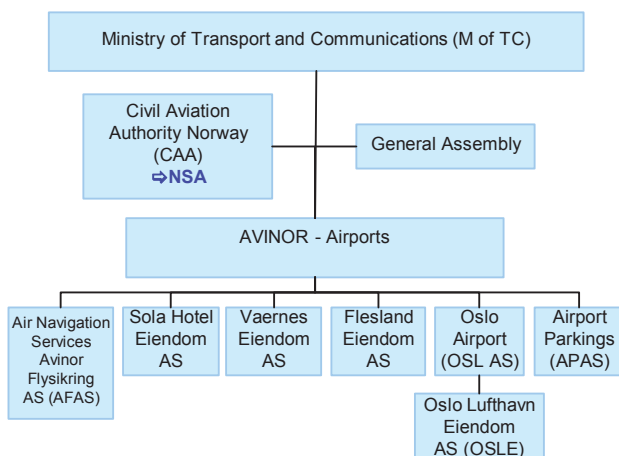 Ministry of Transport and Communications (M of TC)
Civil Aviation
Authority Norway
(CAA)
⇨NSA
General Assembly
AVINOR - Airports
Air Navigation
Services
Avinor
Flysikring
AS (AFAS)
Sola Hotel
Eiendom
AS
Vaernes
Eiendom
AS
Flesland
Eiendom
AS
Oslo
Airport
(OSL AS)
Airport
Parkings
(APAS)
Oslo Lufthavn
Eiendom
AS (OSLE)